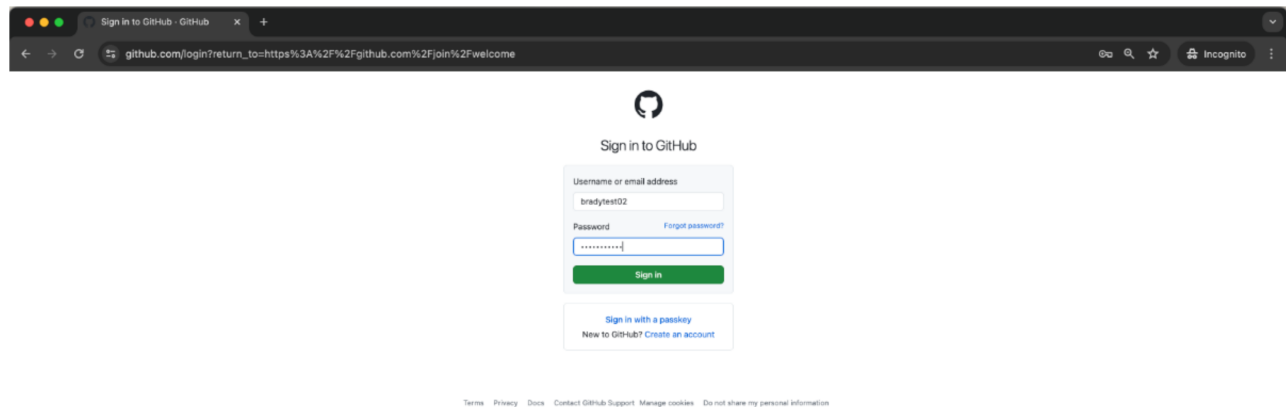 Sign in to GitHub · GitHub
github.com/login?return_to=https%3A%2F%2Fgithub.com%2Fjoin%2Fwelcome
Incognito
Sign in to GitHub
Username or email address
bradytest02
Password Forgot password?
Sign in
Sign in with a passkey
New to GitHub? Create an account
Terms Privacy Docs Contact GitHub Support Manage cookies Do not share my personal information